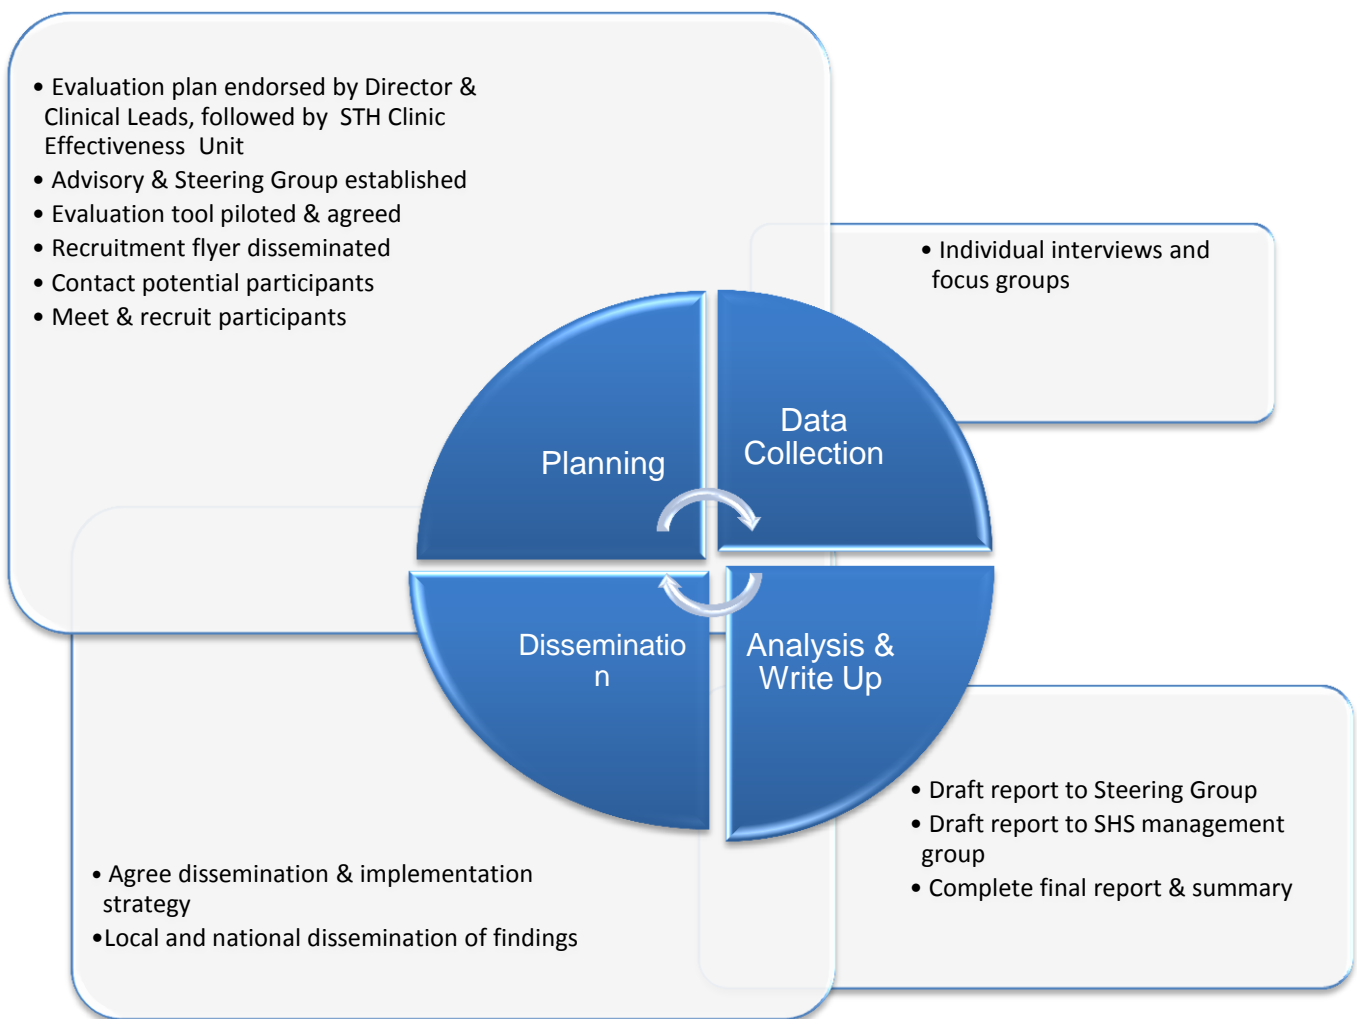 • Evaluation plan endorsed by Director &
Clinical Leads, followed by STH Clinic
Effectiveness Unit
• Advisory & Steering Group established
• Evaluation tool piloted & agreed
• Recruitment flyer disseminated
• Contact potential participants
• Meet & recruit participants
• Individual interviews and
focus groups
Planning
Data
Collection
Disseminatio
n
Analysis &
Write Up
• Agree dissemination & implementation
strategy
•Local and national dissemination of findings
• Draft report to Steering Group
• Draft report to SHS management
group
• Complete final report & summary